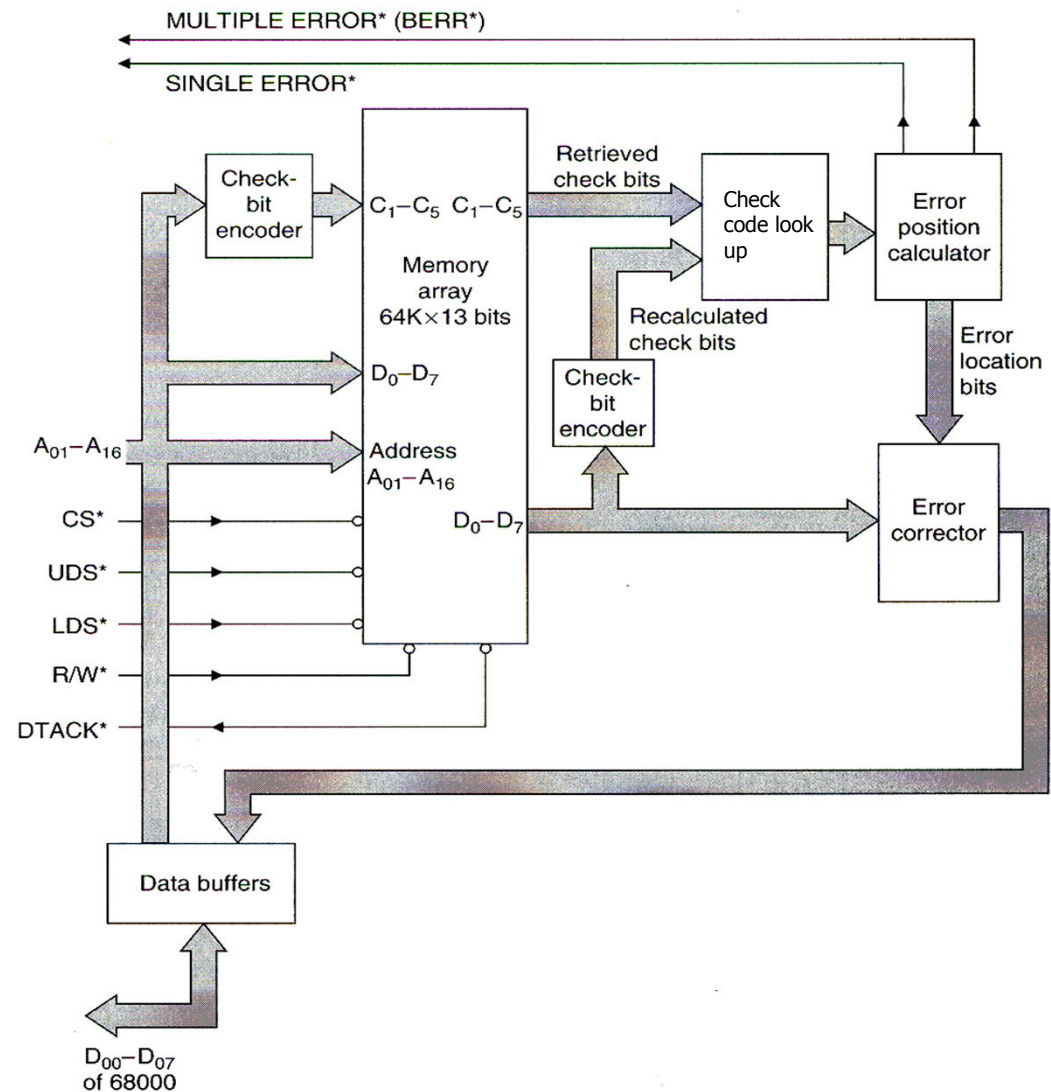 MULTIPLE ERROR* (BERR*)
SINGLE ERROR*
Check-
bit
encoder
C₁–C₅ C₁–C₅
Memory
array
64K×13 bits
D₀–D₇
Address
A₀₁–A₁₆
D₀–D₇
Retrieved
check bits
Check
code look
up
Error
position
calculator
Recalculated
check bits
Check-
bit
encoder
Error
location
bits
Error
corrector
A₀₁–A₁₆
CS*
UDS*
LDS*
R/W*
DTACK*
Data buffers
D₀₀–D₀₇
of 68000